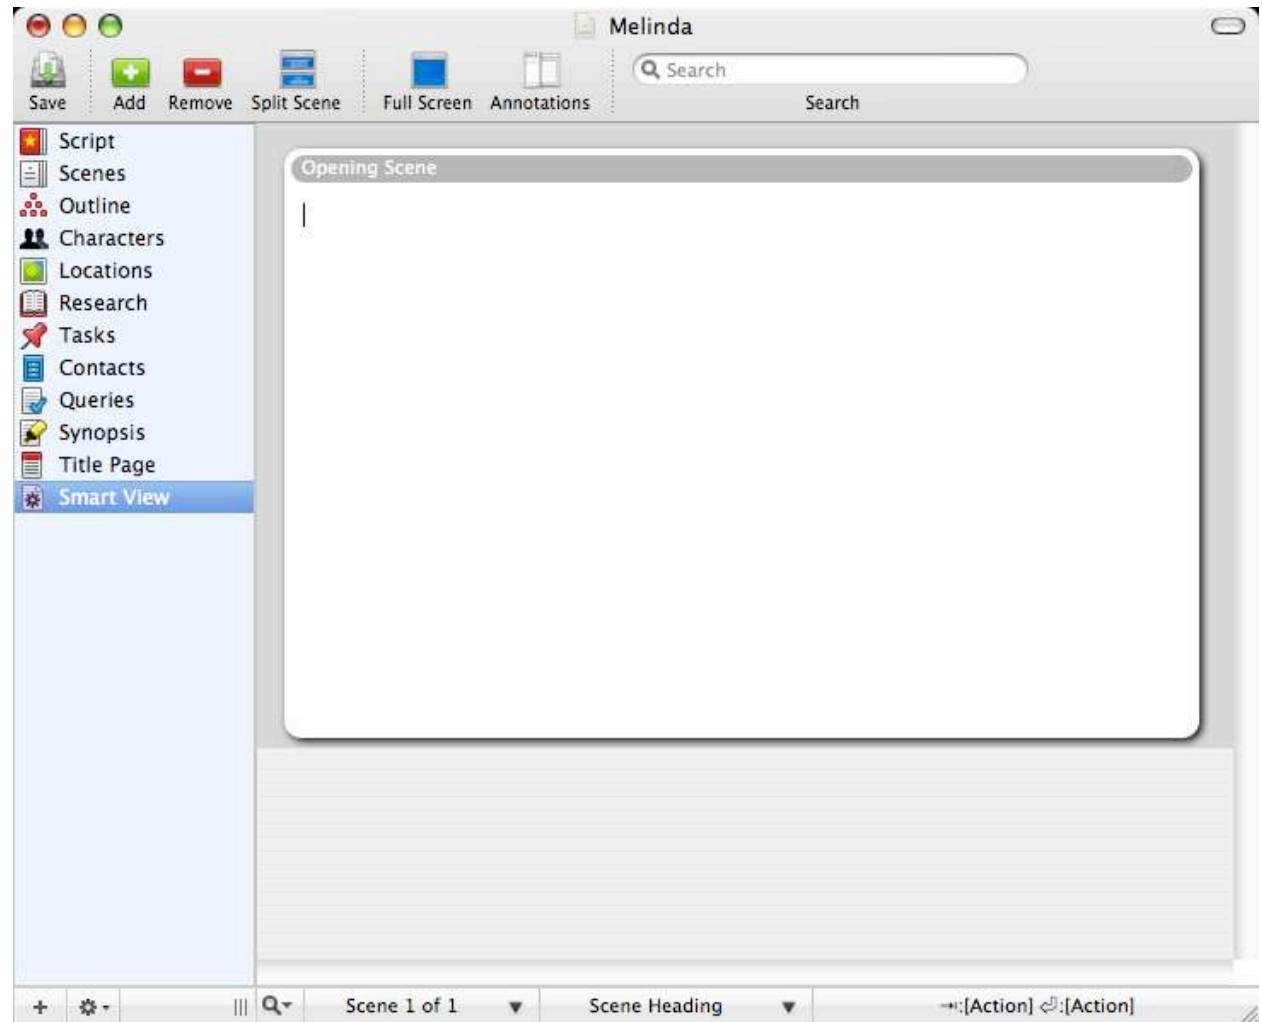 Melinda
Search
Save Add Remove Split Scene Full Screen Annotations Search
Script
Scenes
Outline
Characters
Locations
Research
Tasks
Contacts
Queries
Synopsis
Title Page
Smart View
Opening Scene
Scene 1 of 1 Scene Heading ⇥:[Action] ⏎:[Action]